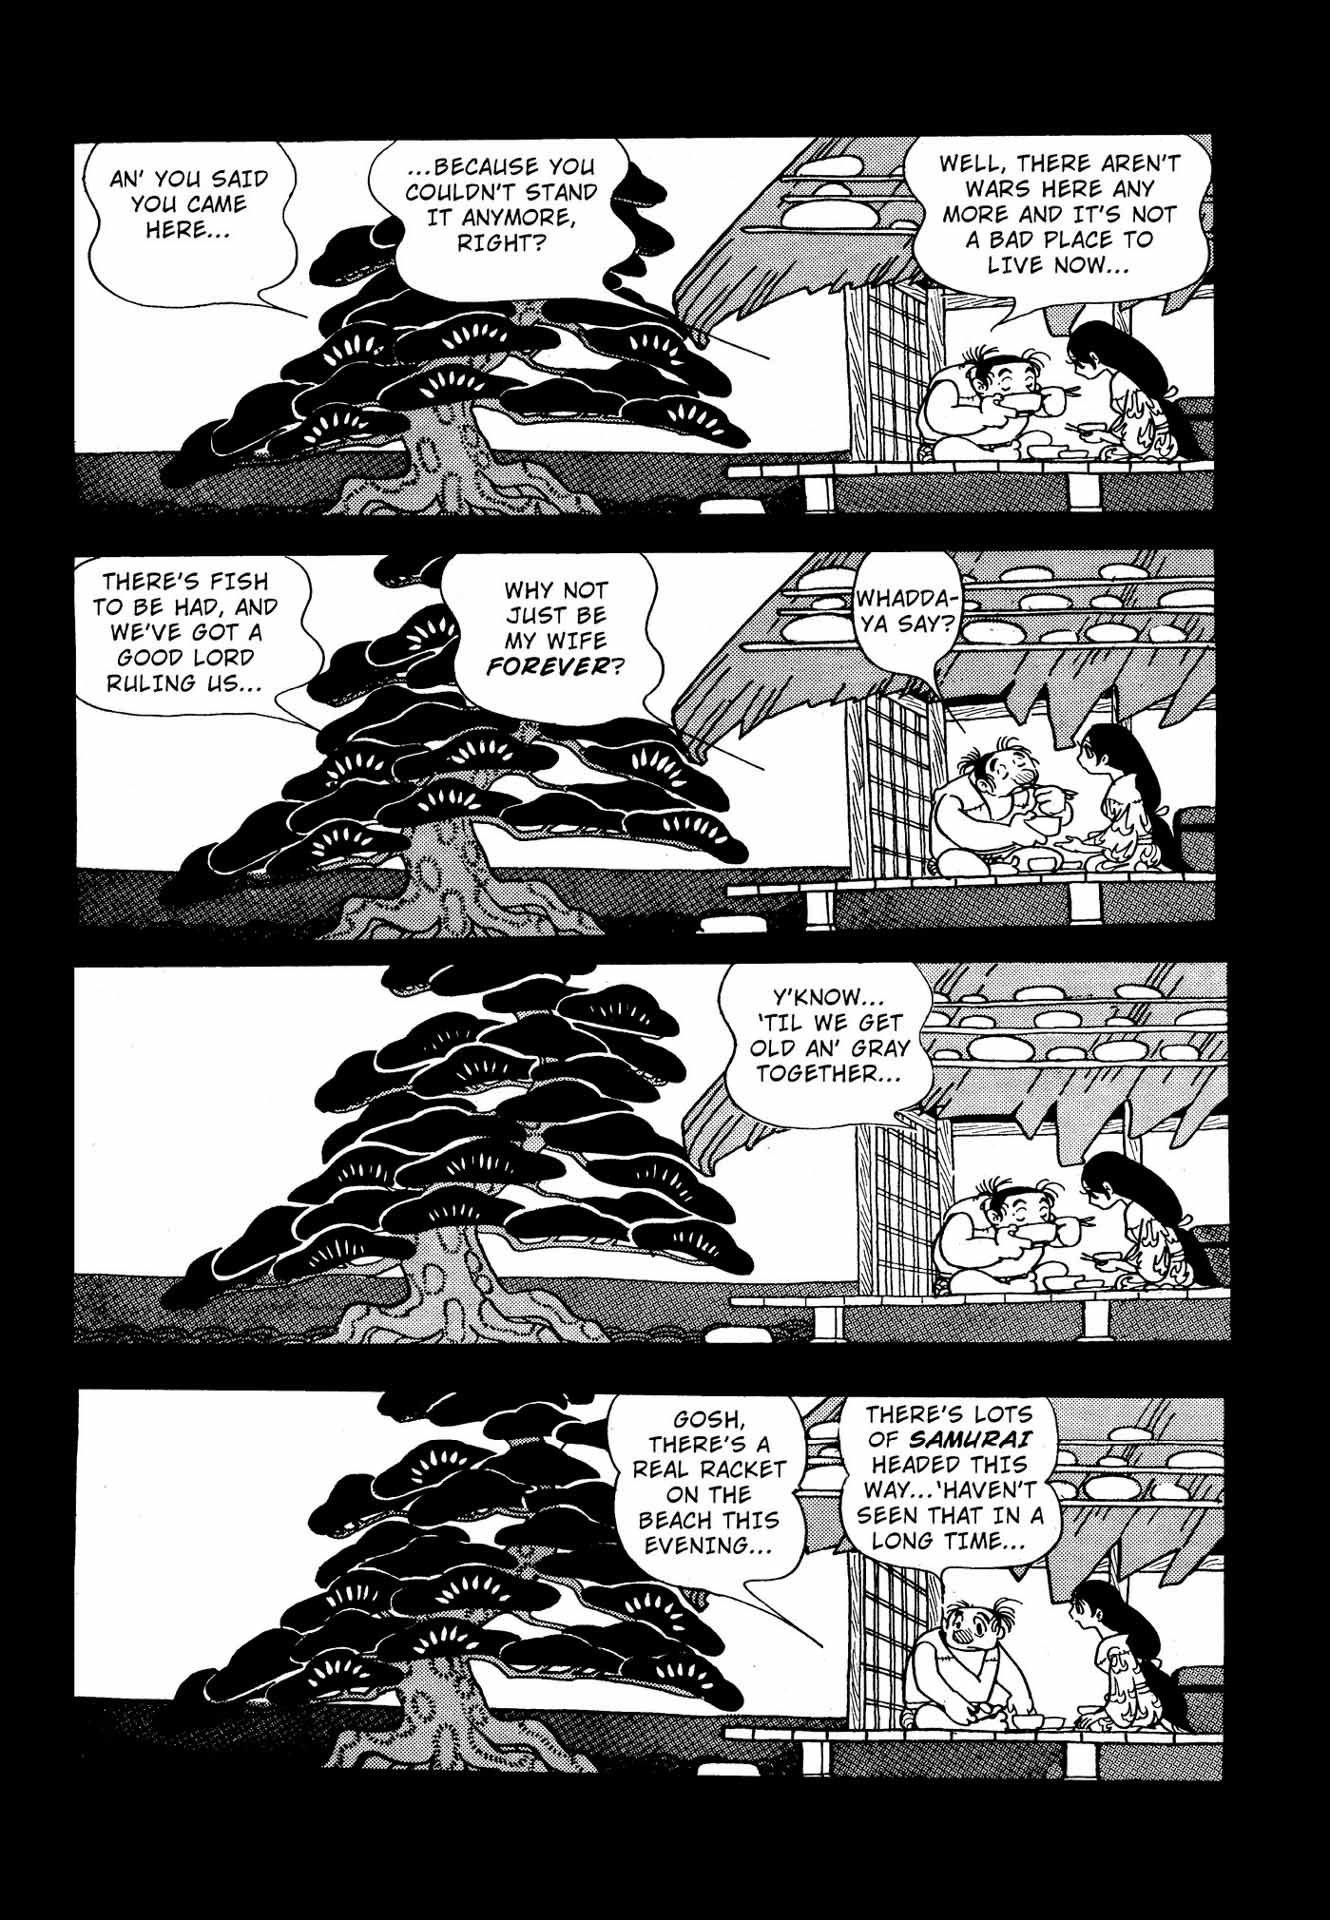 AN' YOU SAID
YOU CAME
HERE...
...BECAUSE YOU
COULDN'T STAND
IT ANYMORE,
RIGHT?
WELL, THERE AREN'T
WARS HERE ANY
MORE AND IT'S NOT
A BAD PLACE TO
LIVE NOW...
THERE'S FISH
TO BE HAD, AND
WE'VE GOT A
GOOD LORD
RULING US...
WHY NOT
JUST BE
MY WIFE
FOREVER?
WHADDA-
YA SAY?
Y'KNOW...
'TIL WE GET
OLD AN' GRAY
TOGETHER...
GOSH,
THERE'S A
REAL RACKET
ON THE
BEACH THIS
EVENING...
THERE'S LOTS
OF SAMURAI
HEADED THIS
WAY...'HAVEN'T
SEEN THAT IN A
LONG TIME...